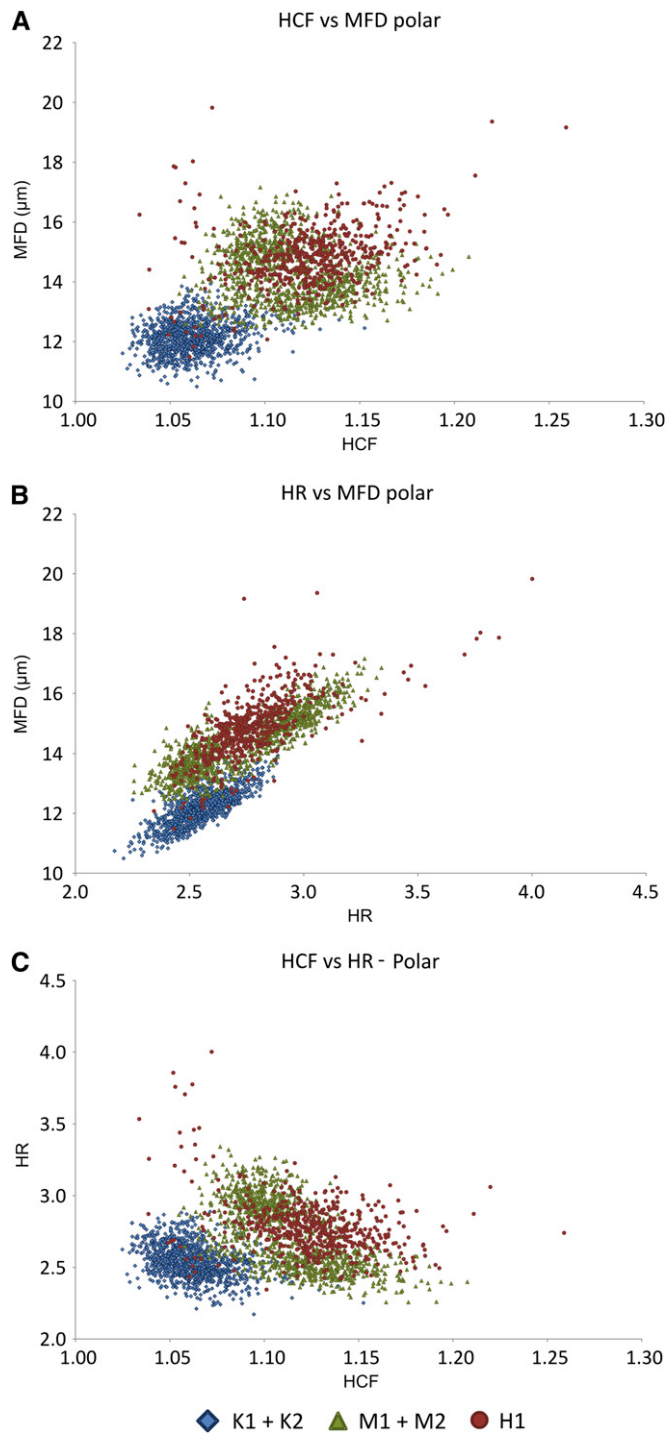 A
HCF vs MFD polar
MFD (µm)
22
20
18
16
14
12
10
1.00 1.05 1.10 1.15 1.20 1.25 1.30
HCF
B
HR vs MFD polar
MFD (µm)
22
20
18
16
14
12
10
2.0 2.5 3.0 3.5 4.0 4.5
HR
C
HCF vs HR - Polar
HR
4.5
4.0
3.5
3.0
2.5
2.0
1.00 1.05 1.10 1.15 1.20 1.25 1.30
HCF
K1 + K2 M1 + M2 H1